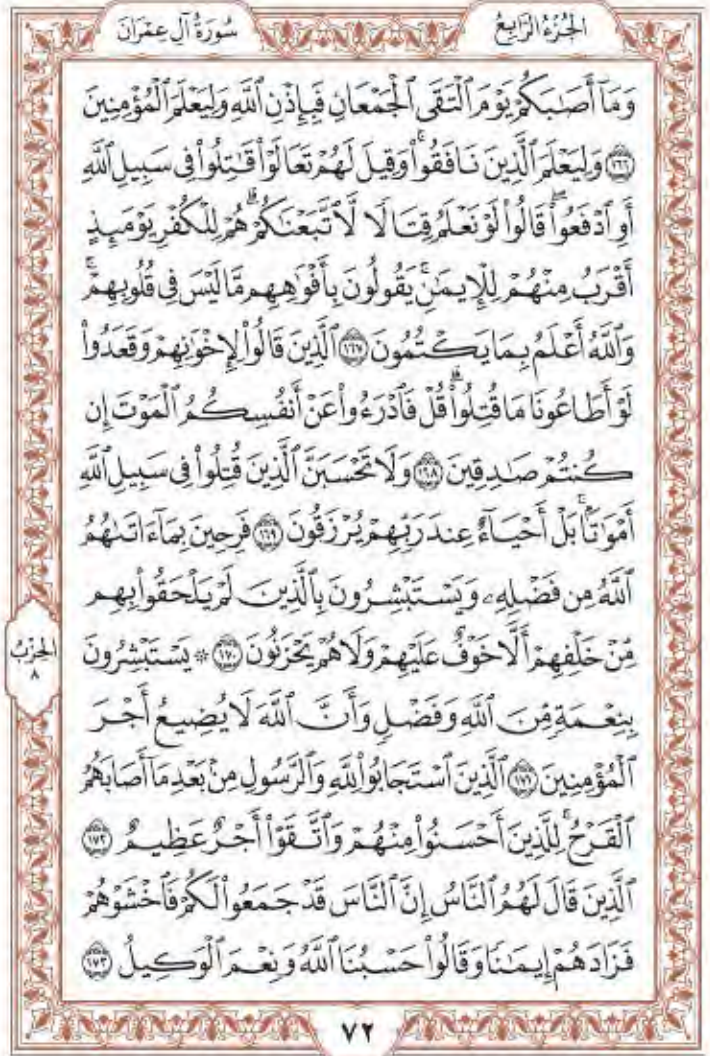 الجُزْءُ الرَّابِعُ
سُورَةُ آلِ عِمْرَانَ
وَمَآ أَصَٰبَكُمْ يَوْمَ ٱلْتَقَى ٱلْجَمْعَانِ فَبِإِذْنِ ٱللَّهِ وَلِيَعْلَمَ ٱلْمُؤْمِنِينَ
١٦٦ وَلِيَعْلَمَ ٱلَّذِينَ نَافَقُوا۟ۚ وَقِيلَ لَهُمْ تَعَالَوْا۟ قَٰتِلُوا۟ فِى سَبِيلِ ٱللَّهِ
أَوِ ٱدْفَعُوا۟ۖ قَالُوا۟ لَوْ نَعْلَمُ قِتَالًا لَّٱتَّبَعْنَٰكُمْۗ هُمْ لِلْكُفْرِ يَوْمَئِذٍ
أَقْرَبُ مِنْهُمْ لِلْإِيمَٰنِۚ يَقُولُونَ بِأَفْوَٰهِهِم مَّا لَيْسَ فِى قُلُوبِهِمْۗ
وَٱللَّهُ أَعْلَمُ بِمَا يَكْتُمُونَ ١٦٧ ٱلَّذِينَ قَالُوا۟ لِإِخْوَٰنِهِمْ وَقَعَدُوا۟
لَوْ أَطَاعُونَا مَا قُتِلُوا۟ۗ قُلْ فَٱدْرَءُوا۟ عَنْ أَنفُسِكُمُ ٱلْمَوْتَ إِن
كُنتُمْ صَٰدِقِينَ ١٦٨ وَلَا تَحْسَبَنَّ ٱلَّذِينَ قُتِلُوا۟ فِى سَبِيلِ ٱللَّهِ
أَمْوَٰتًۢاۚ بَلْ أَحْيَآءٌ عِندَ رَبِّهِمْ يُرْزَقُونَ ١٦٩ فَرِحِينَ بِمَآ ءَاتَىٰهُمُ
ٱللَّهُ مِن فَضْلِهِۦ وَيَسْتَبْشِرُونَ بِٱلَّذِينَ لَمْ يَلْحَقُوا۟ بِهِم
مِّنْ خَلْفِهِمْ أَلَّا خَوْفٌ عَلَيْهِمْ وَلَا هُمْ يَحْزَنُونَ ١٧٠ ۞ يَسْتَبْشِرُونَ
بِنِعْمَةٍ مِّنَ ٱللَّهِ وَفَضْلٍ وَأَنَّ ٱللَّهَ لَا يُضِيعُ أَجْرَ
ٱلْمُؤْمِنِينَ ١٧١ ٱلَّذِينَ ٱسْتَجَابُوا۟ لِلَّهِ وَٱلرَّسُولِ مِنۢ بَعْدِ مَآ أَصَابَهُمُ
ٱلْقَرْحُۚ لِلَّذِينَ أَحْسَنُوا۟ مِنْهُمْ وَٱتَّقَوْا۟ أَجْرٌ عَظِيمٌ ١٧٢
ٱلَّذِينَ قَالَ لَهُمُ ٱلنَّاسُ إِنَّ ٱلنَّاسَ قَدْ جَمَعُوا۟ لَكُمْ فَٱخْشَوْهُمْ
فَزَادَهُمْ إِيمَٰنًا وَقَالُوا۟ حَسْبُنَا ٱللَّهُ وَنِعْمَ ٱلْوَكِيلُ ١٧٣
الحِزْبُ
٨
٧٢